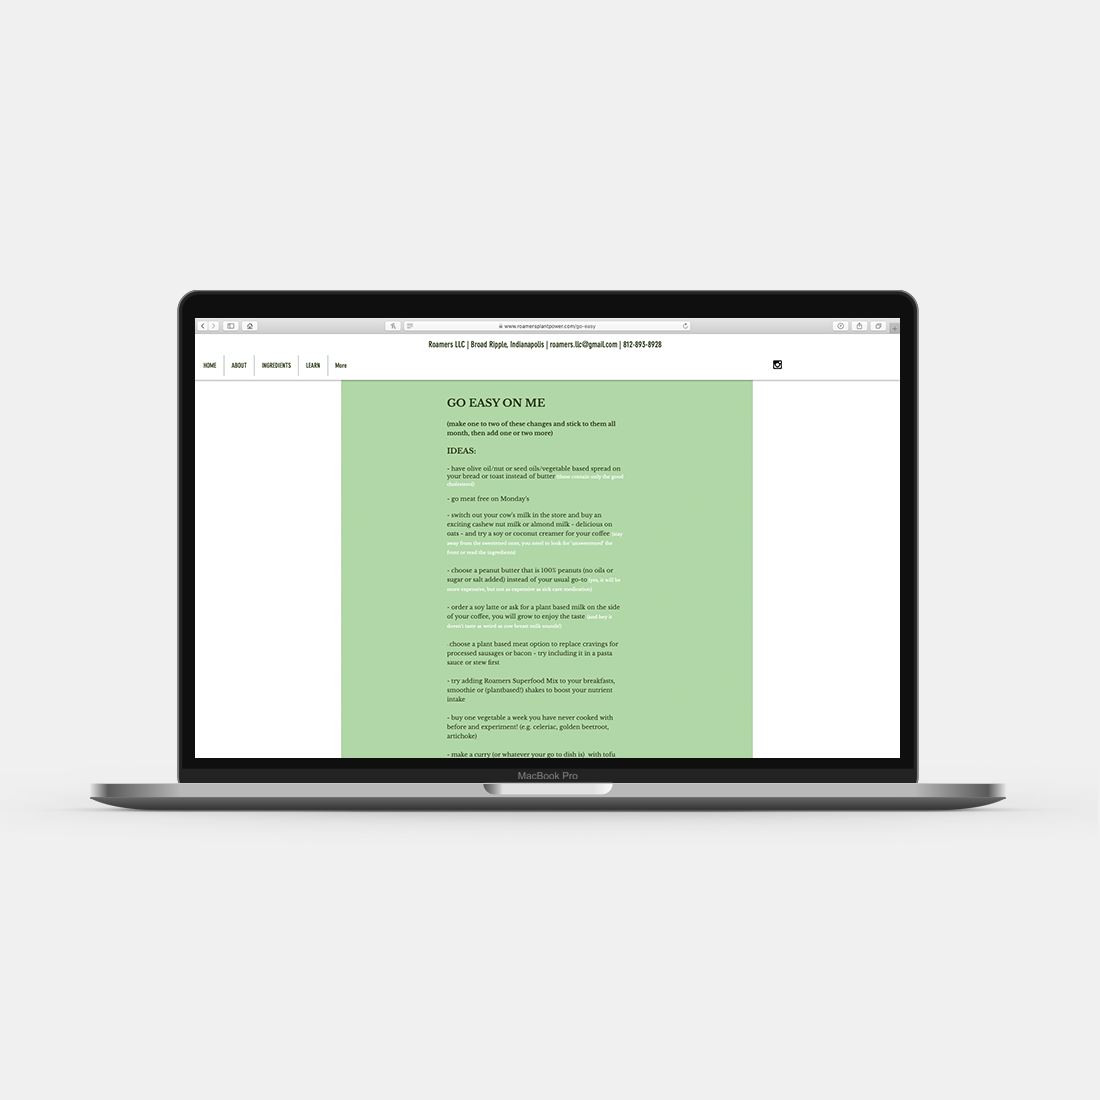 www.roamersplantpower.com/go-easy
Roamers LLC | Broad Ripple, Indianapolis | roamers.llc@gmail.com | 812-893-8928
HOME
ABOUT
INGREDIENTS
LEARN
More
GO EASY ON ME
(make one to two of these changes and stick to them all
month, then add one or two more)
IDEAS:
- have olive oil/nut or seed oils/vegetable based spread on
your bread or toast instead of butter (these contain only the good
cholesterol)
- go meat free on Monday's
- switch out your cow's milk in the store and buy an
exciting cashew nut milk or almond milk - delicious on
oats - and try a soy or coconut creamer for your coffee (stay
away from the sweetened ones, you need to look for 'unsweetened' the
front or read the ingredients)
- choose a peanut butter that is 100% peanuts (no oils or
sugar or salt added) instead of your usual go-to (yes, it will be
more expensive, but not as expensive as sick care medication)
- order a soy latte or ask for a plant based milk on the side
of your coffee, you will grow to enjoy the taste (and hey it
doesn't taste as weird as cow breast milk sounds!)
- choose a plant based meat option to replace cravings for
processed sausages or bacon - try including it in a pasta
sauce or stew first
- try adding Roamers Superfood Mix to your breakfasts,
smoothie or (plantbased!) shakes to boost your nutrient
intake
- buy one vegetable a week you have never cooked with
before and experiment! (e.g. celeriac, golden beetroot,
artichoke)
- make a curry (or whatever your go to dish is) with tofu
MacBook Pro